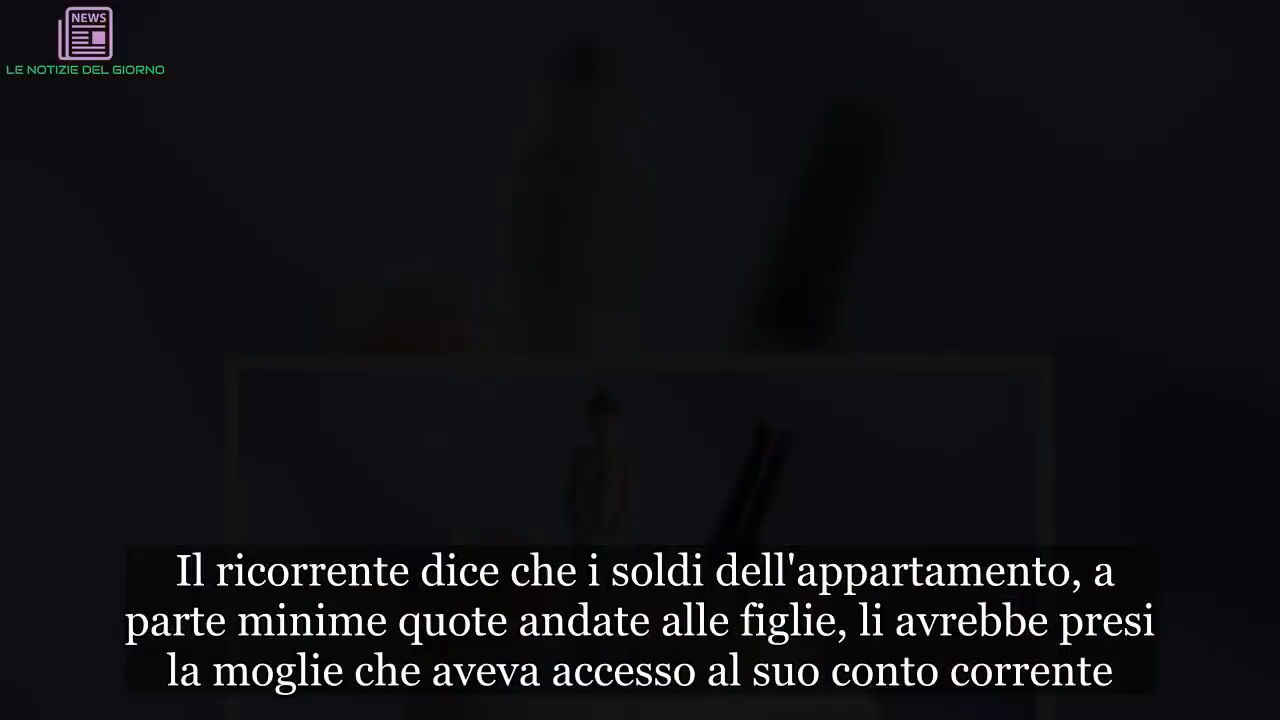 NEWS
LE NOTIZIE DEL GIORNO
Il ricorrente dice che i soldi dell'appartamento, a
parte minime quote andate alle figlie, li avrebbe presi
la moglie che aveva accesso al suo conto corrente